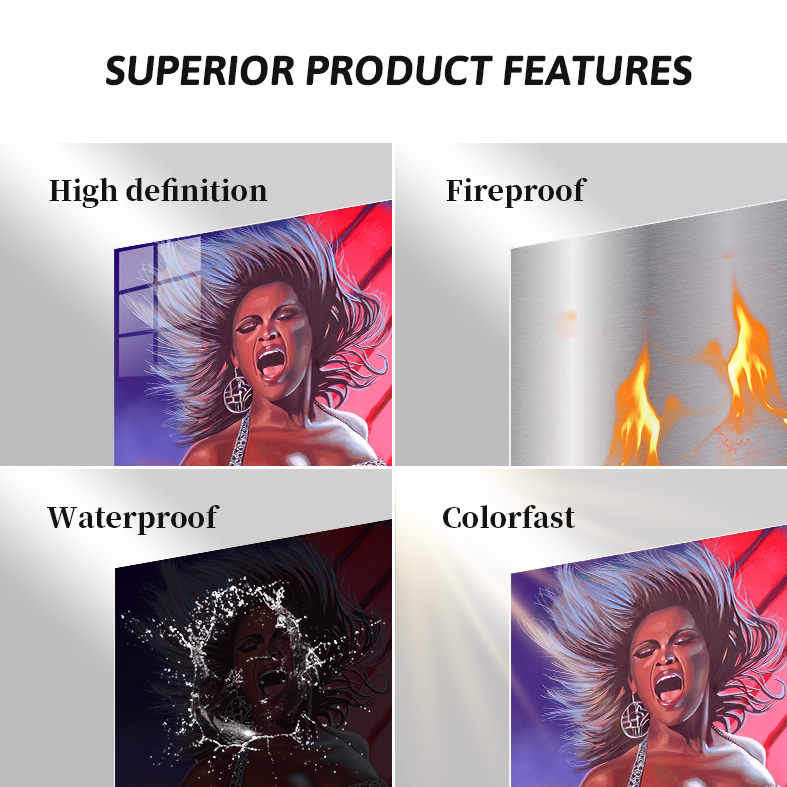 SUPERIOR PRODUCT FEATURES
High definition
Fireproof
Waterproof
Colorfast